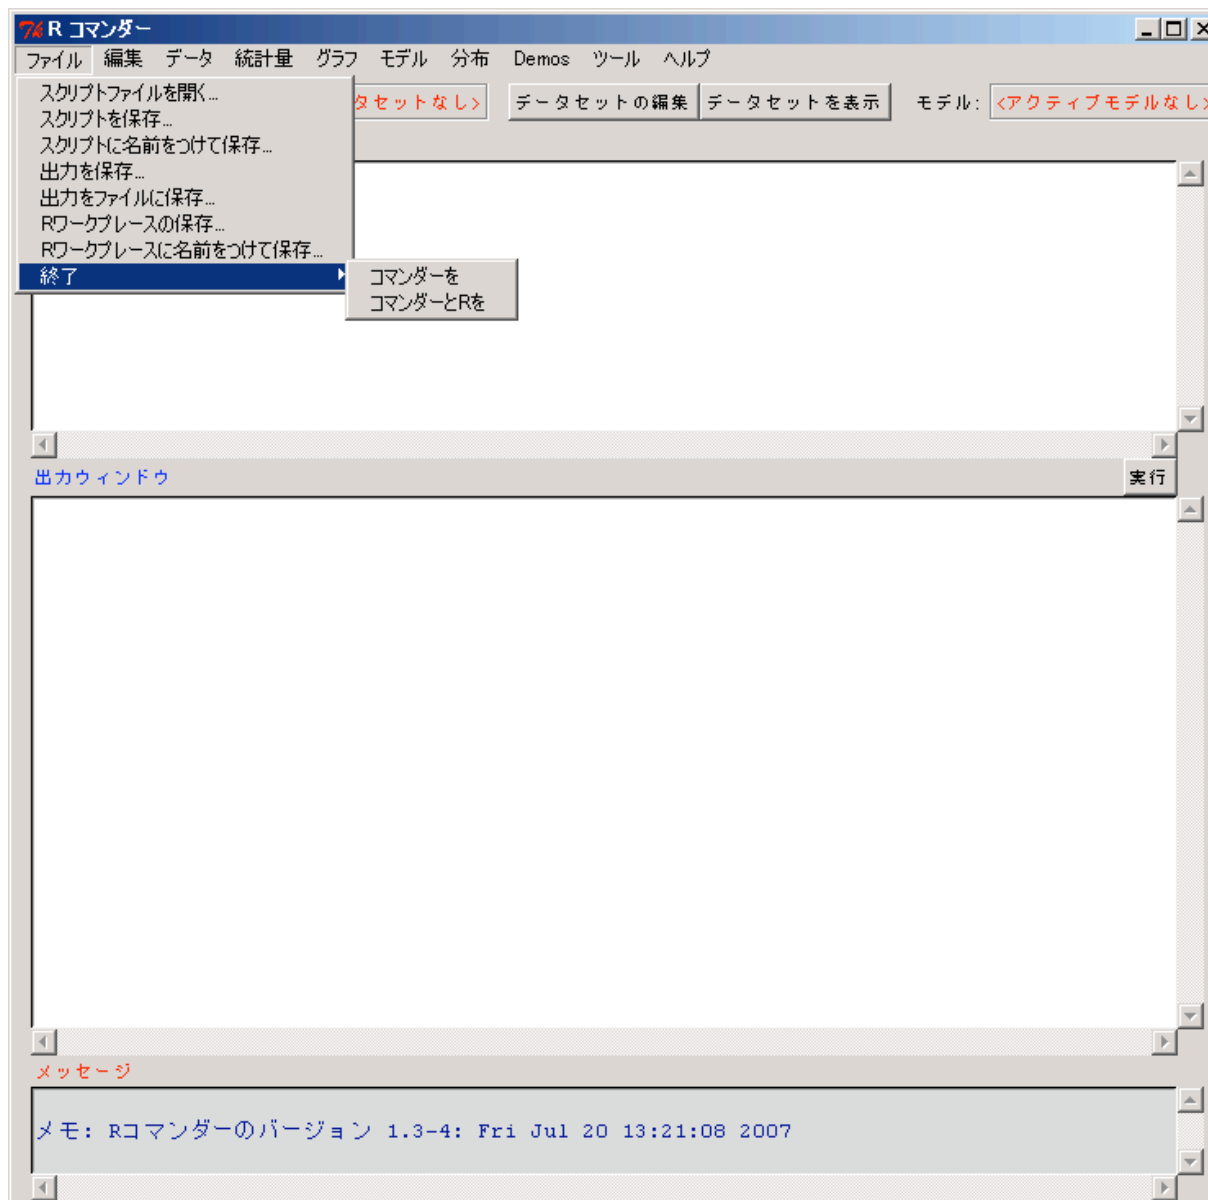 R コマンダー
ファイル 編集 データ 統計量 グラフ モデル 分布 Demos ツール ヘルプ
タセットなし> データセットの編集 データセットを表示 モデル: <アクティブモデルなし>
スクリプトファイルを開く...
スクリプトを保存...
スクリプトに名前をつけて保存...
出力を保存...
出力をファイルに保存...
Rワークプレースの保存...
Rワークプレースに名前をつけて保存...
終了
コマンダーを
コマンダーとRを
出力ウィンドウ 実行
メッセージ
メモ: Rコマンダーのバージョン 1.3-4: Fri Jul 20 13:21:08 2007